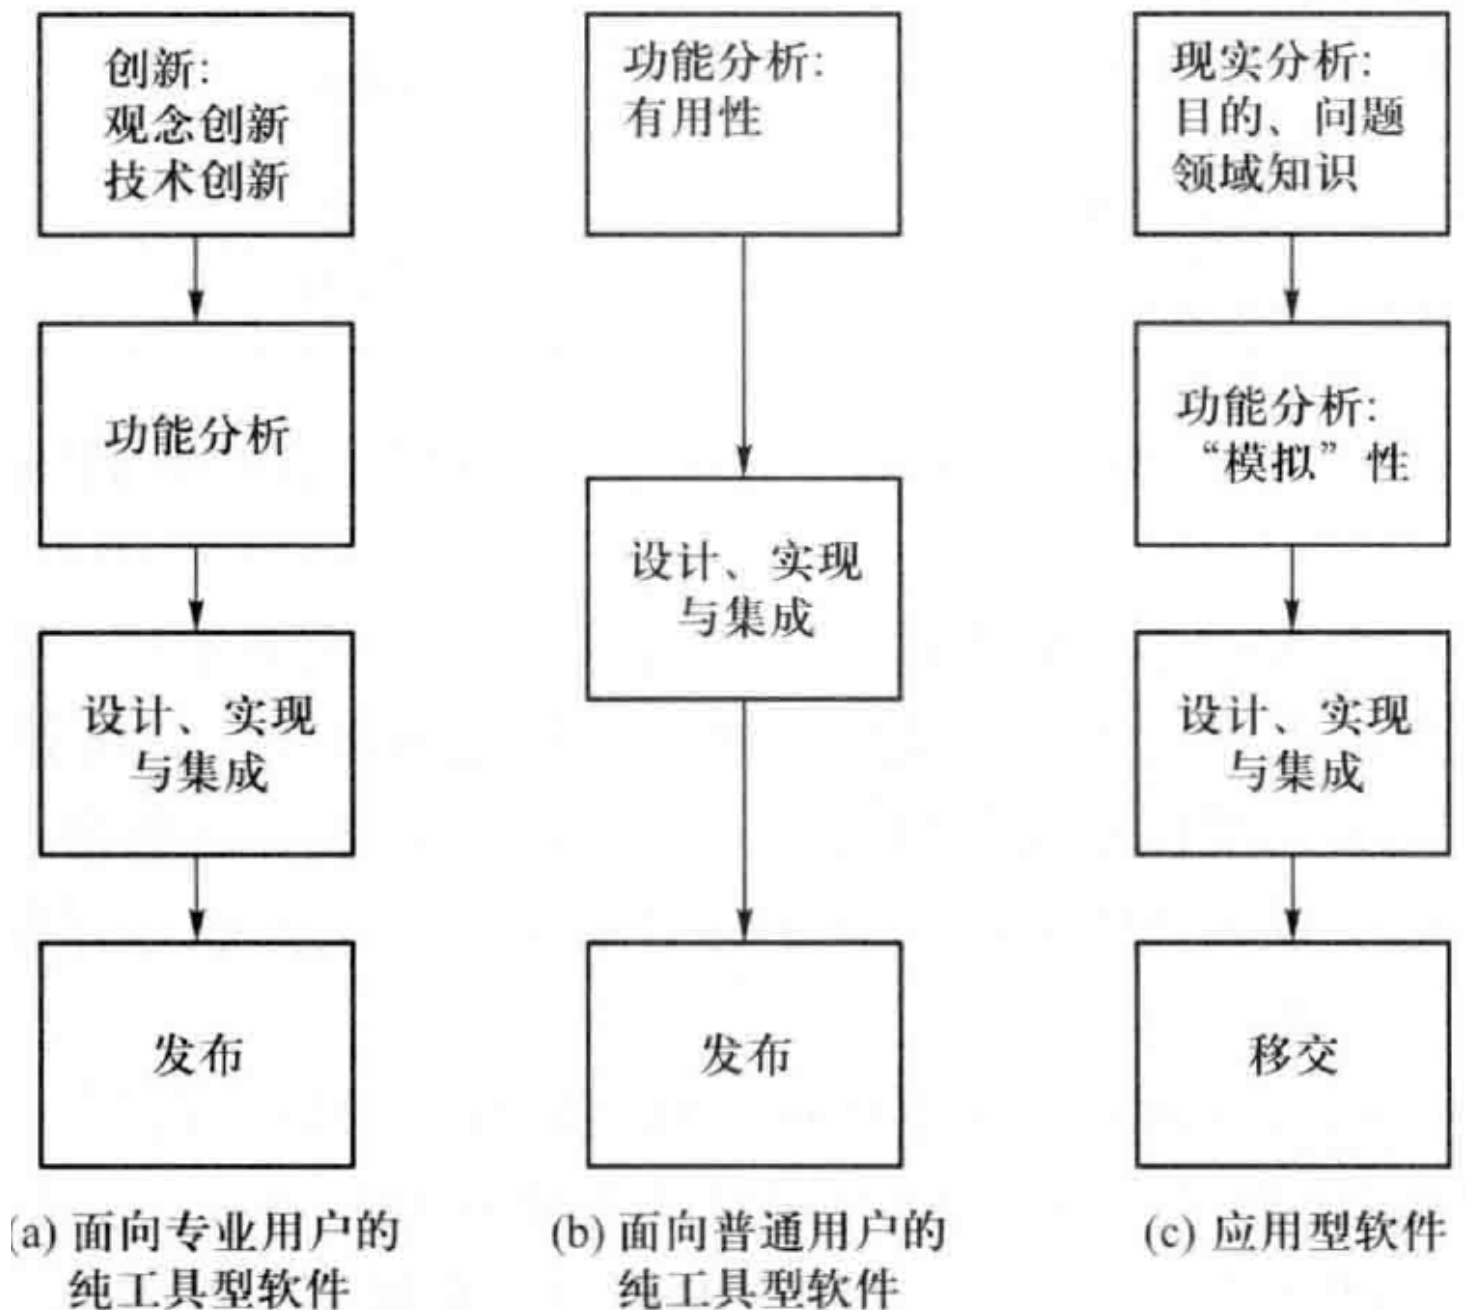 创新:
观念创新
技术创新
功能分析
设计、实现
与集成
发布
(a) 面向专业用户的
纯工具型软件
功能分析:
有用性
设计、实现
与集成
发布
(b) 面向普通用户的
纯工具型软件
现实分析:
目的、问题
领域知识
功能分析:
“模拟”性
设计、实现
与集成
移交
(c) 应用型软件